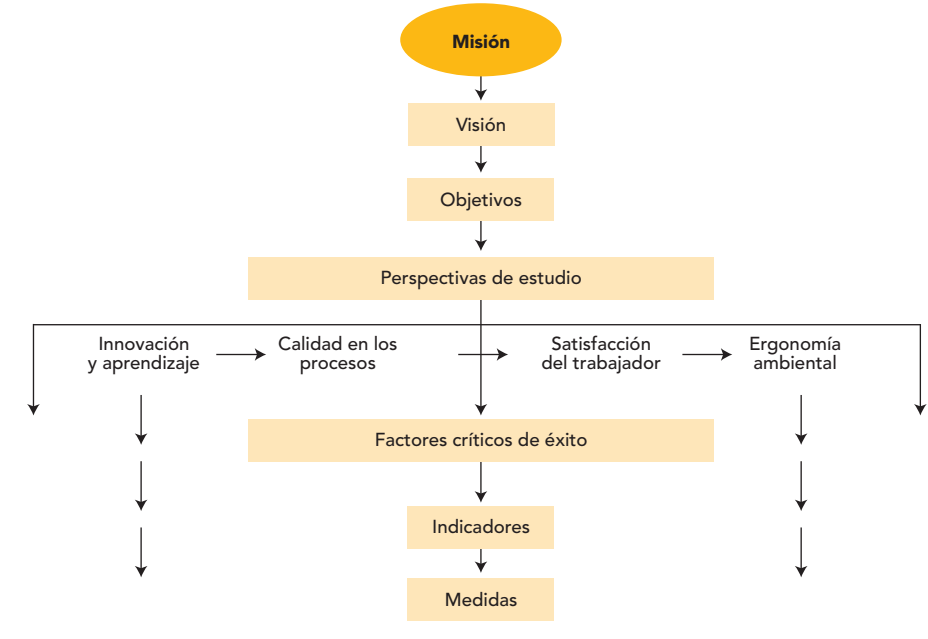 Misión
Visión
Objetivos
Perspectivas de estudio
Innovación
y aprendizaje
Calidad en los
procesos
Satisfacción
del trabajador
Ergonomía
ambiental
Factores críticos de éxito
Indicadores
Medidas